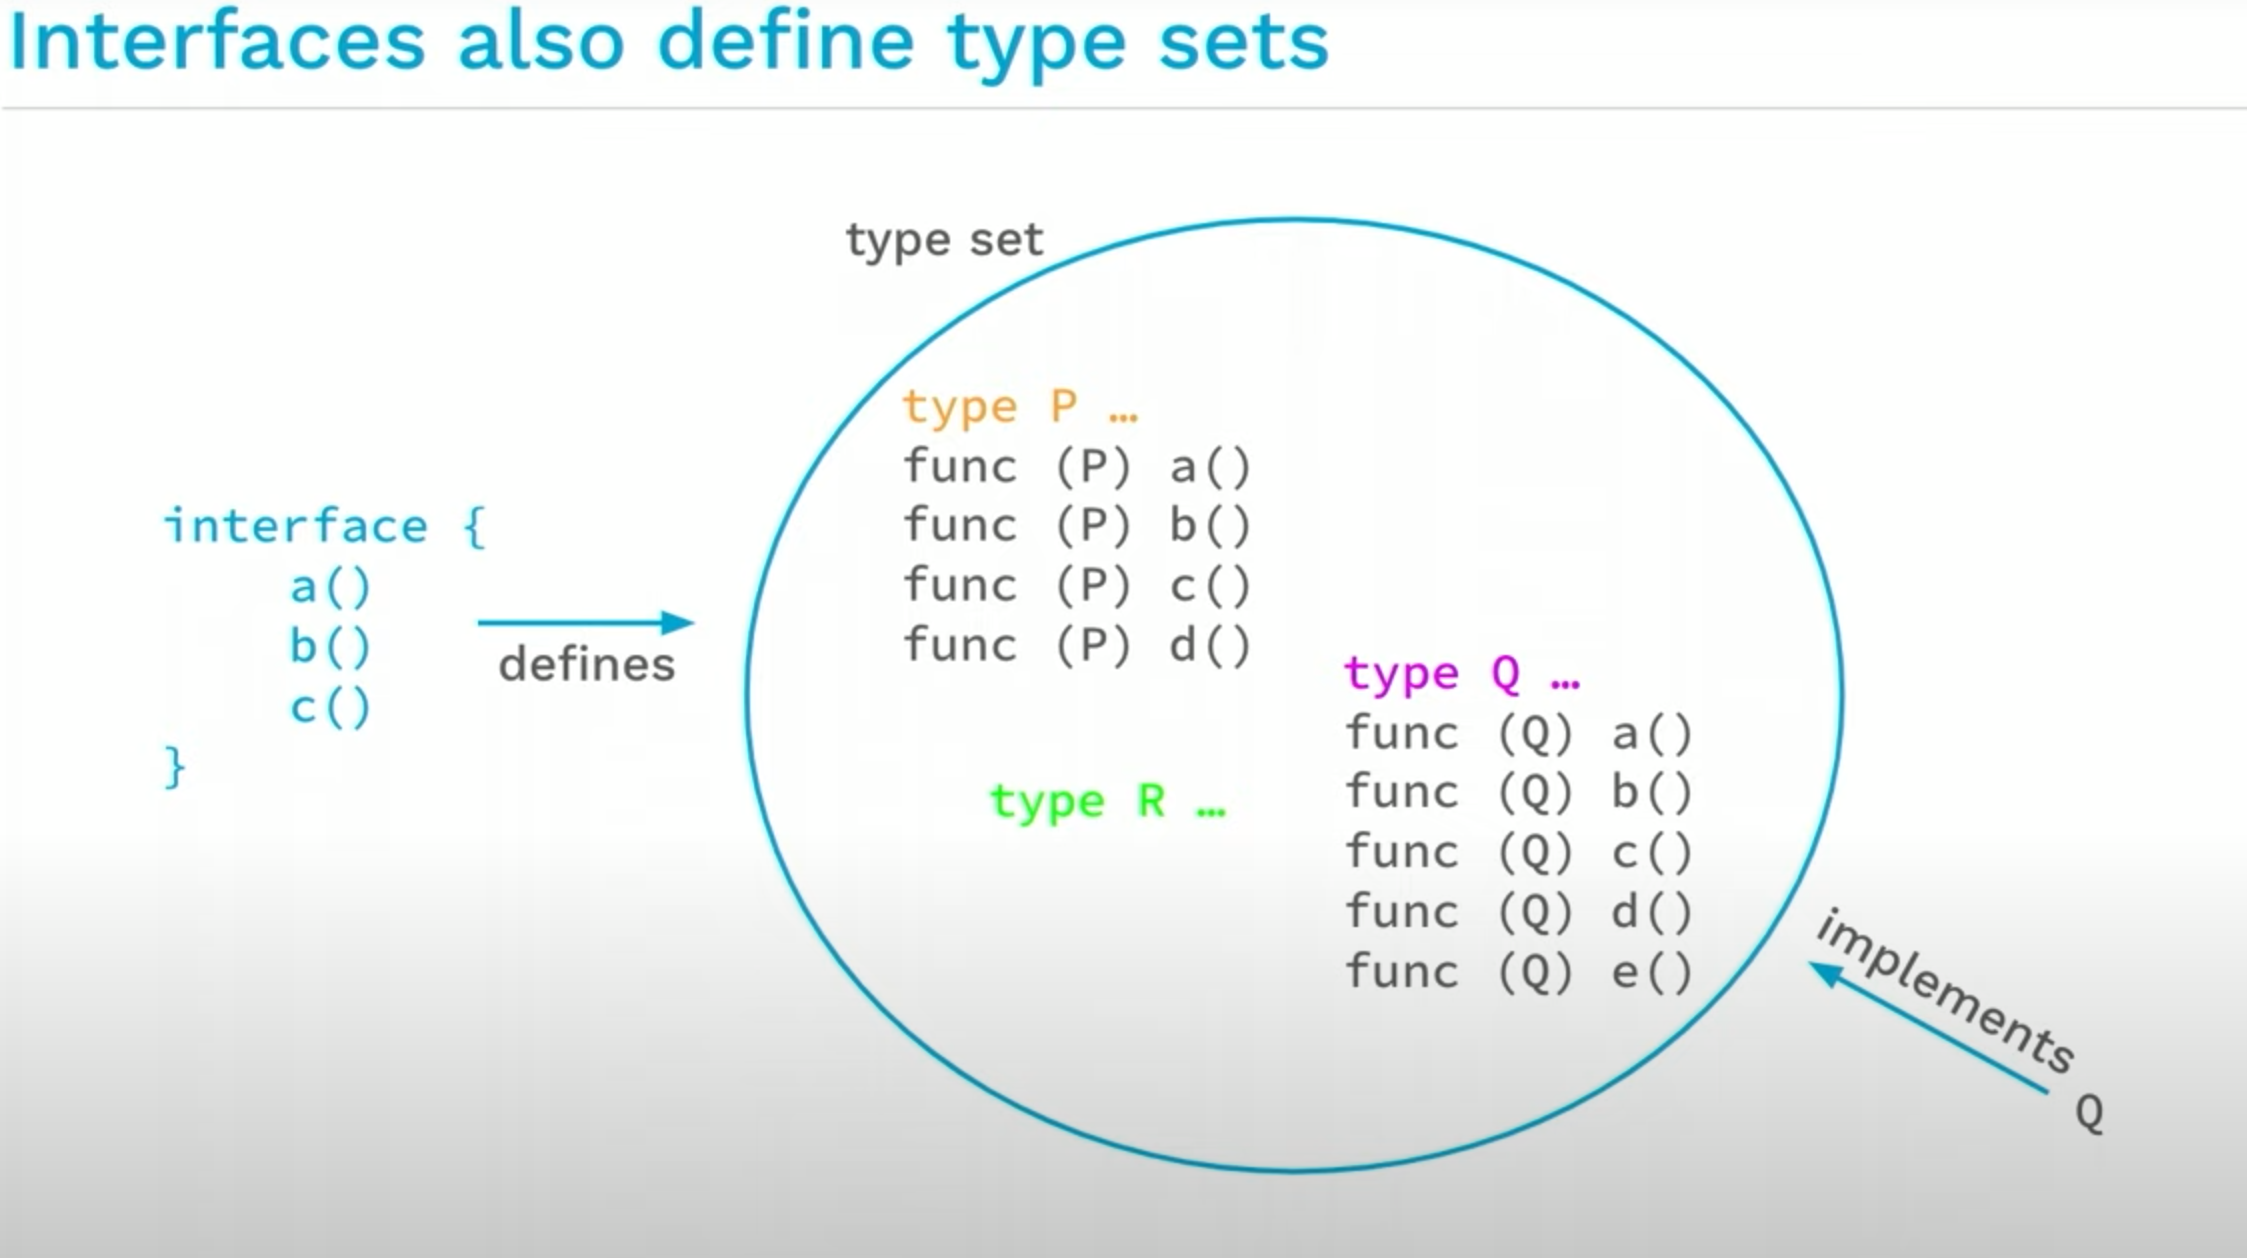 Interfaces also define type sets
type set
interface {
a()
b()
c()
}
defines
type P …
func (P) a()
func (P) b()
func (P) c()
func (P) d()
type R …
type Q …
func (Q) a()
func (Q) b()
func (Q) c()
func (Q) d()
func (Q) e()
implements
Q